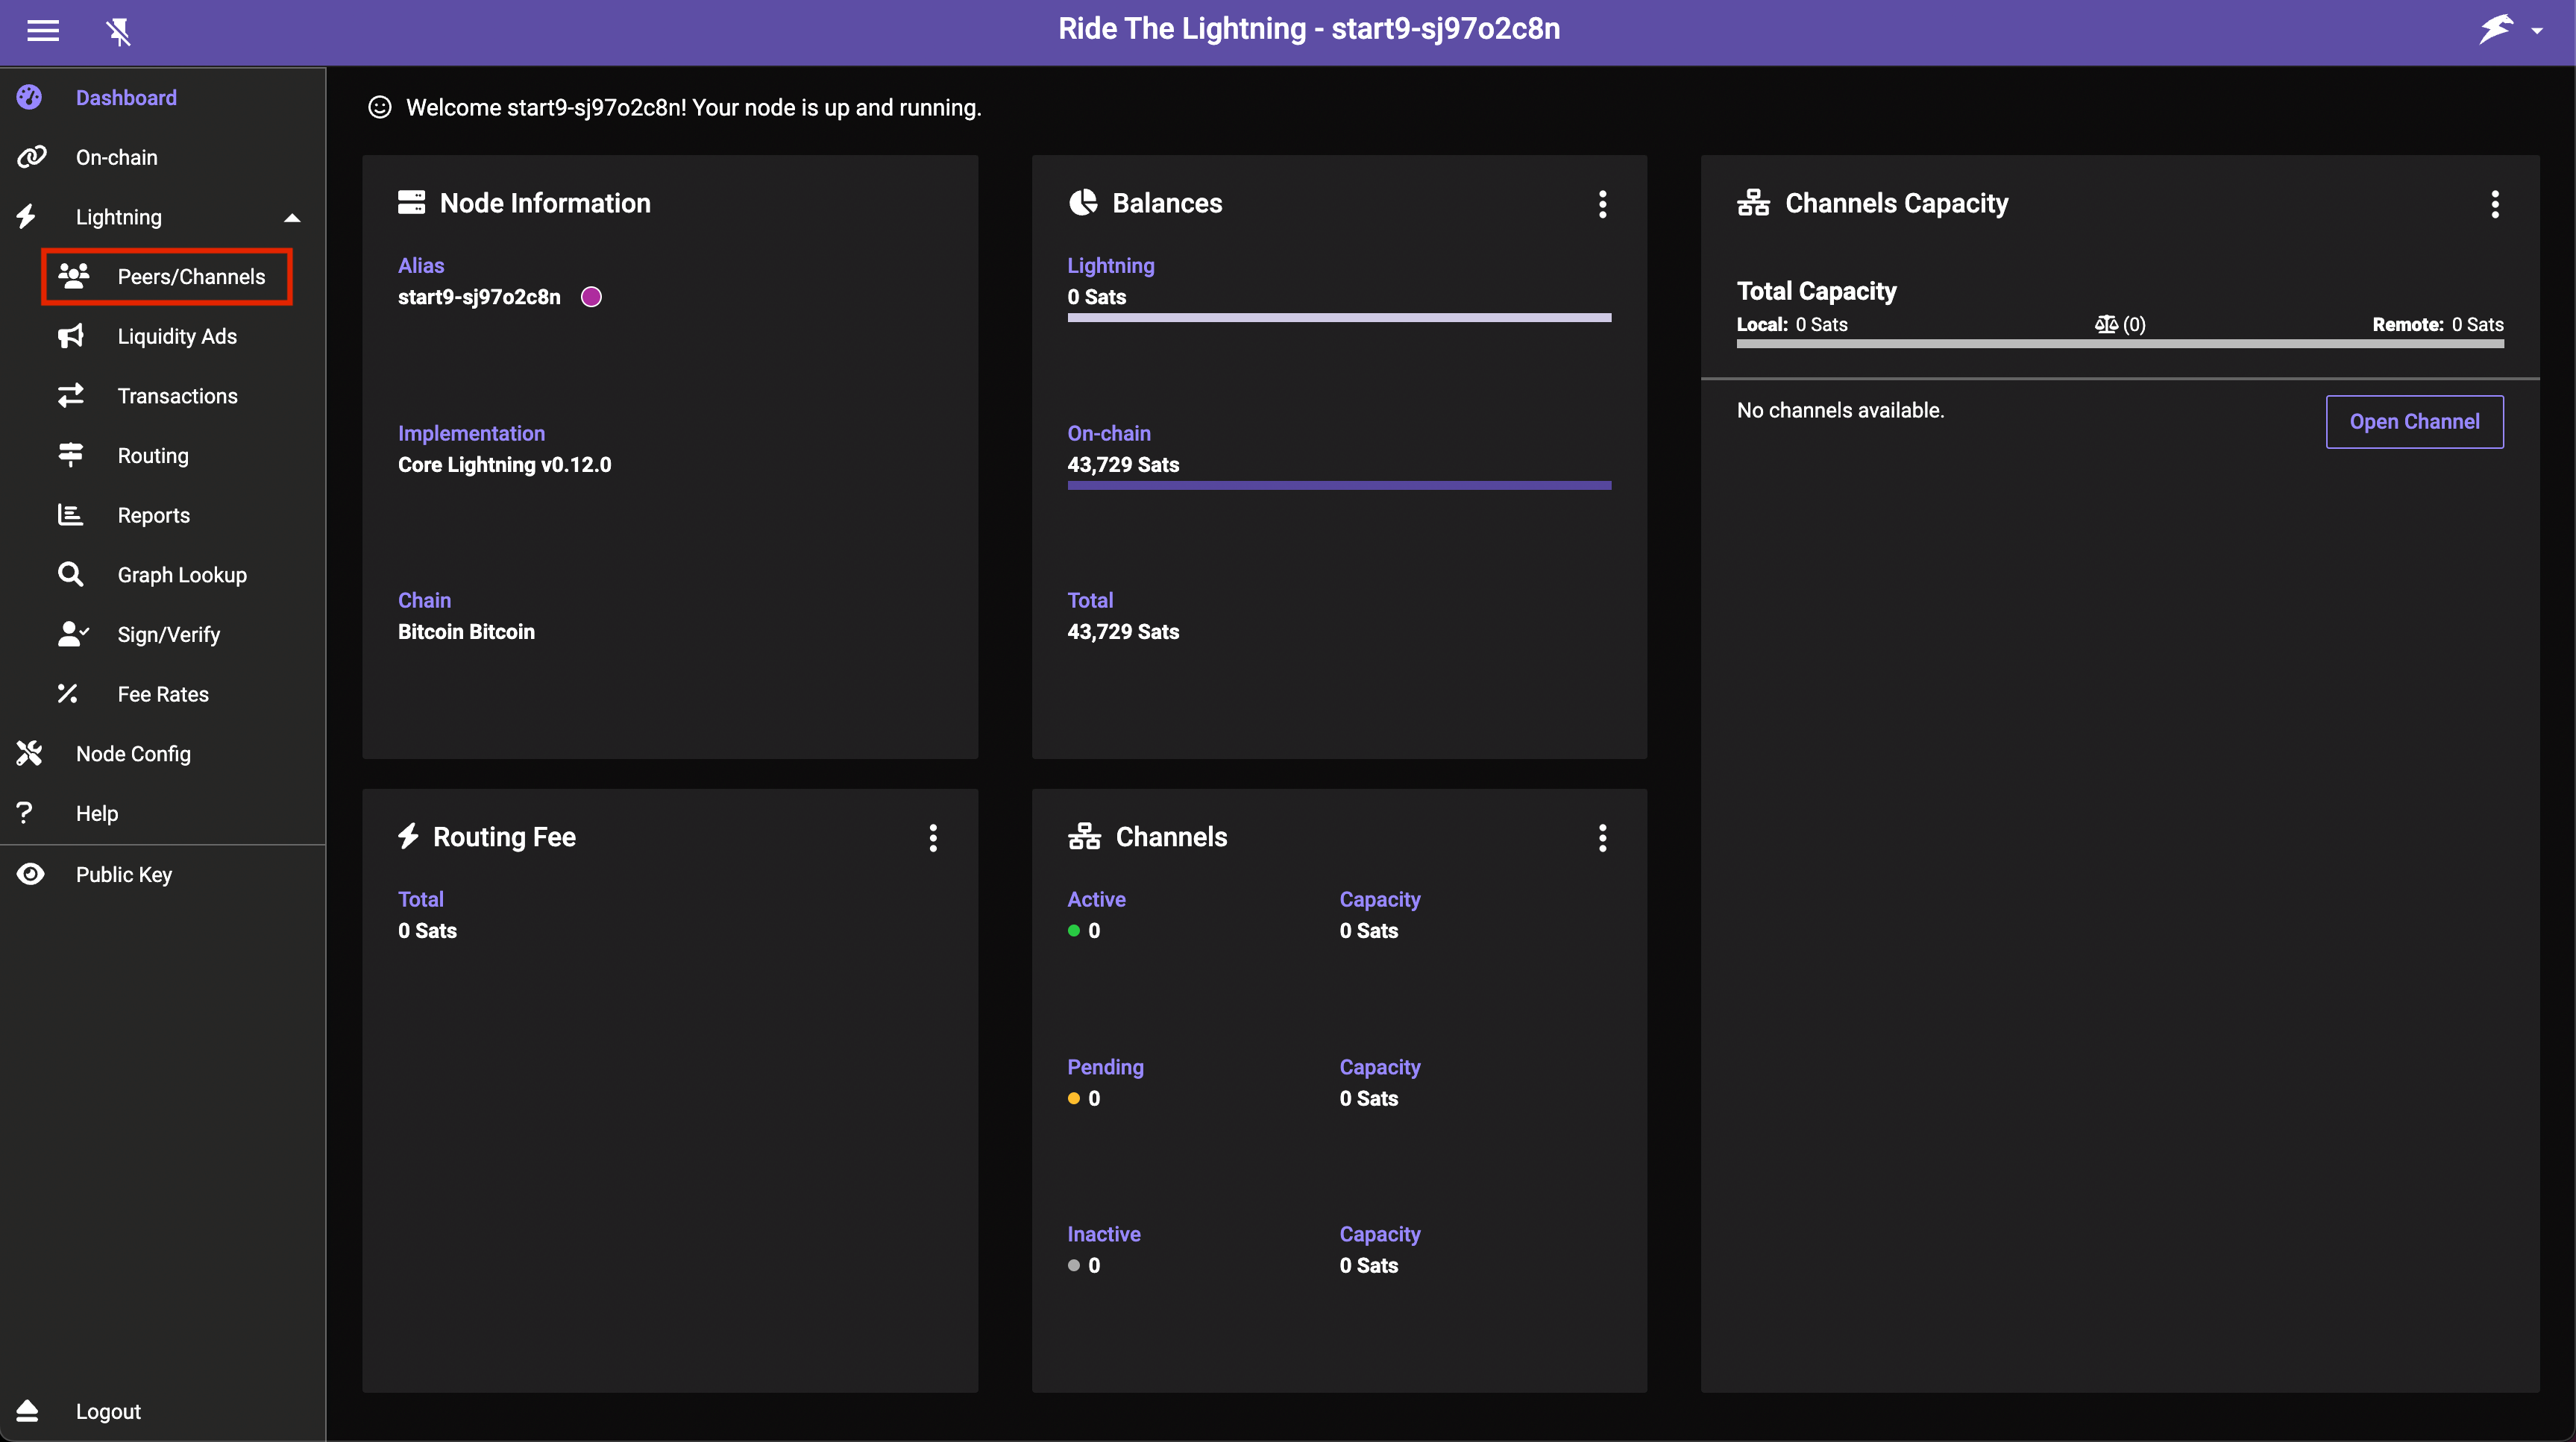 Ride The Lightning - start9-sj97o2c8n
Dashboard
On-chain
Lightning
Peers/Channels
Liquidity Ads
Transactions
Routing
Reports
Graph Lookup
Sign/Verify
Fee Rates
Node Config
Help
Public Key
Logout
Welcome start9-sj97o2c8n! Your node is up and running.
Node Information
Alias
start9-sj97o2c8n
Implementation
Core Lightning v0.12.0
Chain
Bitcoin Bitcoin
Balances
Lightning
0 Sats
On-chain
43,729 Sats
Total
43,729 Sats
Channels Capacity
Total Capacity
Local: 0 Sats (0) Remote: 0 Sats
No channels available.
Open Channel
Routing Fee
Total
0 Sats
Channels
Active Capacity
0 0 Sats
Pending Capacity
0 0 Sats
Inactive Capacity
0 0 Sats